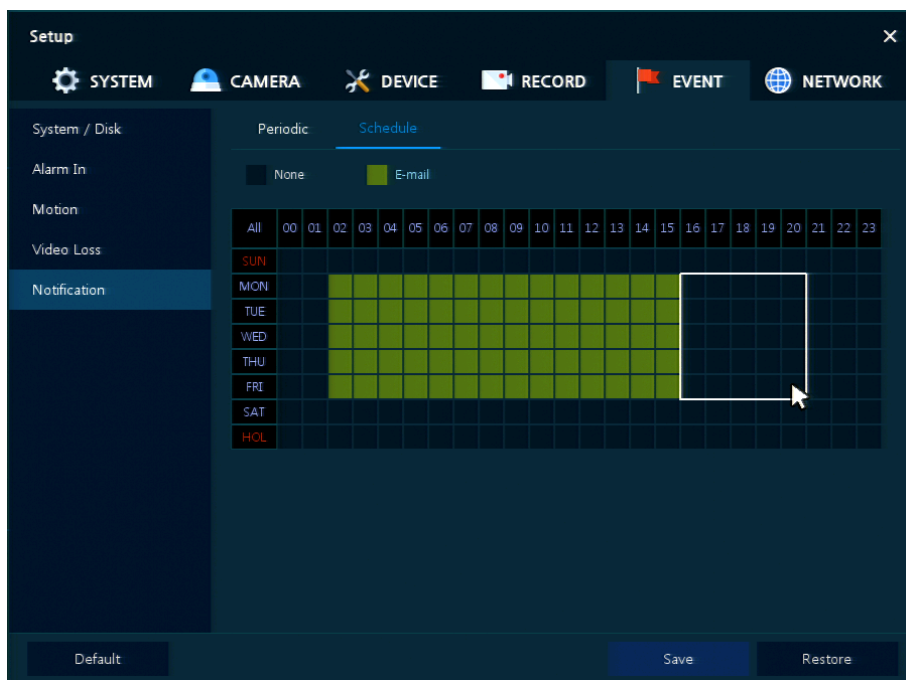 Setup
SYSTEM CAMERA DEVICE RECORD EVENT NETWORK
System / Disk
Alarm In
Motion
Video Loss
Notification
Periodic Schedule
None E-mail
All 00 01 02 03 04 05 06 07 08 09 10 11 12 13 14 15 16 17 18 19 20 21 22 23
SUN
MON
TUE
WED
THU
FRI
SAT
HOL
Default Save Restore